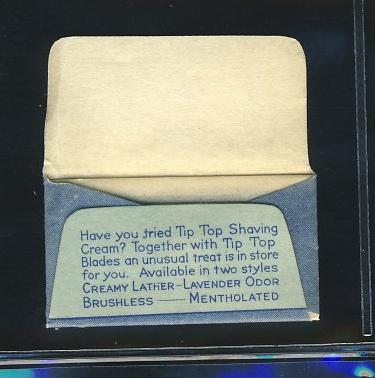 Have you tried Tip Top Shaving
Cream? Together with Tip Top
Blades an unusual treat is in store
for you. Available in two styles
CREAMY LATHER-LAVENDER ODOR
BRUSHLESS — MENTHOLATED